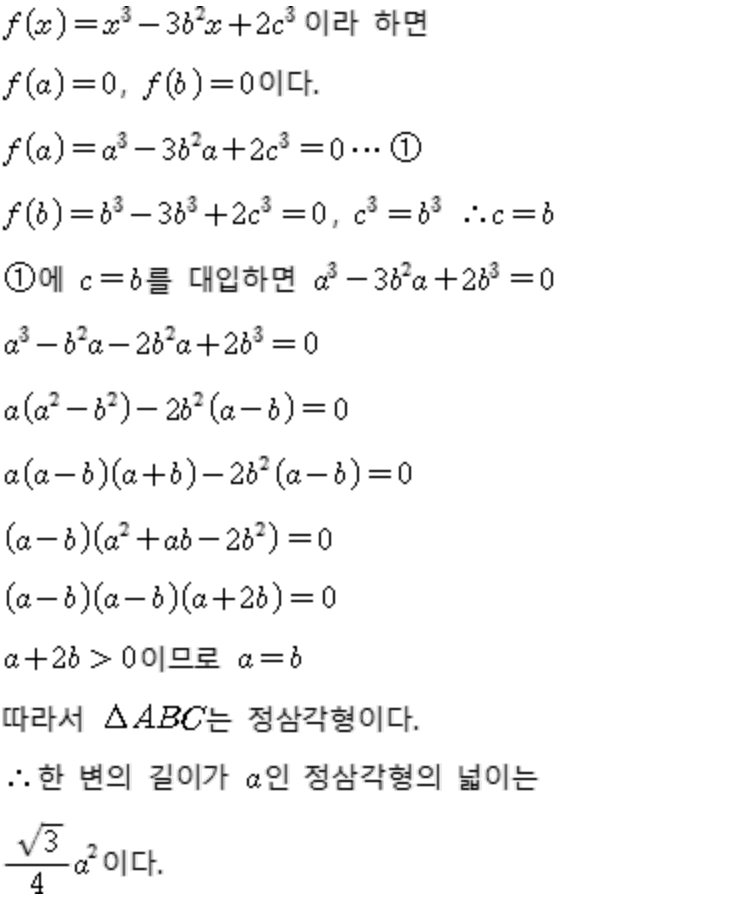 f(x)=x³−3b²x+2c³ 이라 하면
f(a)=0, f(b)=0이다.
f(a)=a³−3b²a+2c³=0⋯ ①
f(b)=b³−3b³+2c³=0, c³=b³ ∴c=b
①에 c=b를 대입하면 a³−3b²a+2b³=0
a³−b²a−2b²a+2b³=0
a(a²−b²)−2b²(a−b)=0
a(a−b)(a+b)−2b²(a−b)=0
(a−b)(a²+ab−2b²)=0
(a−b)(a−b)(a+2b)=0
a+2b>0이므로 a=b
따라서 △ABC는 정삼각형이다.
∴한 변의 길이가 a인 정삼각형의 넓이는
√3/4 a²이다.